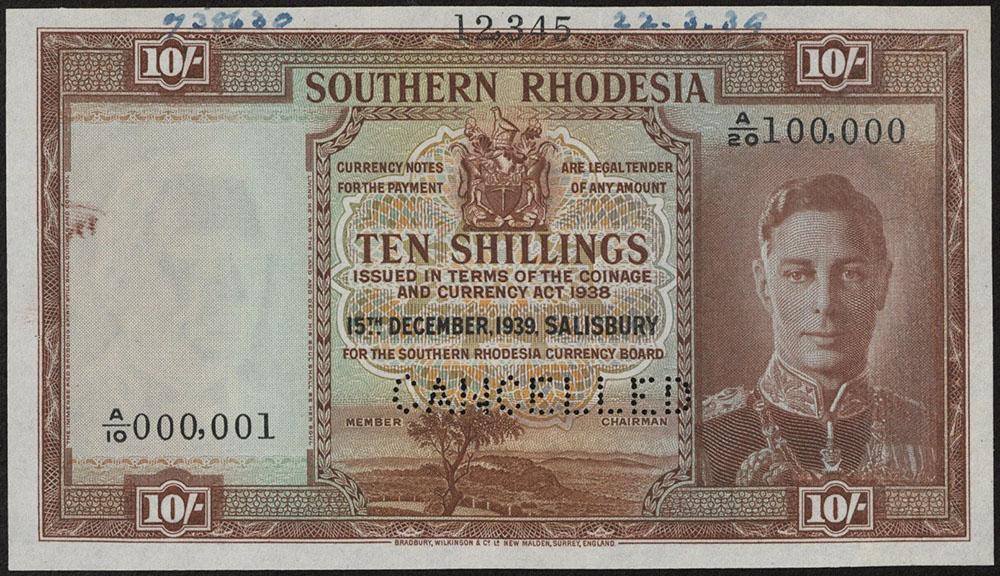 938630 12,345 22.3.39
10/- 10/-
SOUTHERN RHODESIA
A/20 100,000
CURRENCY NOTES ARE LEGAL TENDER
FOR THE PAYMENT OF ANY AMOUNT
TEN SHILLINGS
ISSUED IN TERMS OF THE COINAGE
AND CURRENCY ACT 1938
15TH DECEMBER, 1939. SALISBURY
FOR THE SOUTHERN RHODESIA CURRENCY BOARD
CANCELLED
A/10 000,001
MEMBER CHAIRMAN
10/- 10/-
BRADBURY, WILKINSON & Cº Lᵈ NEW MALDEN, SURREY, ENGLAND.